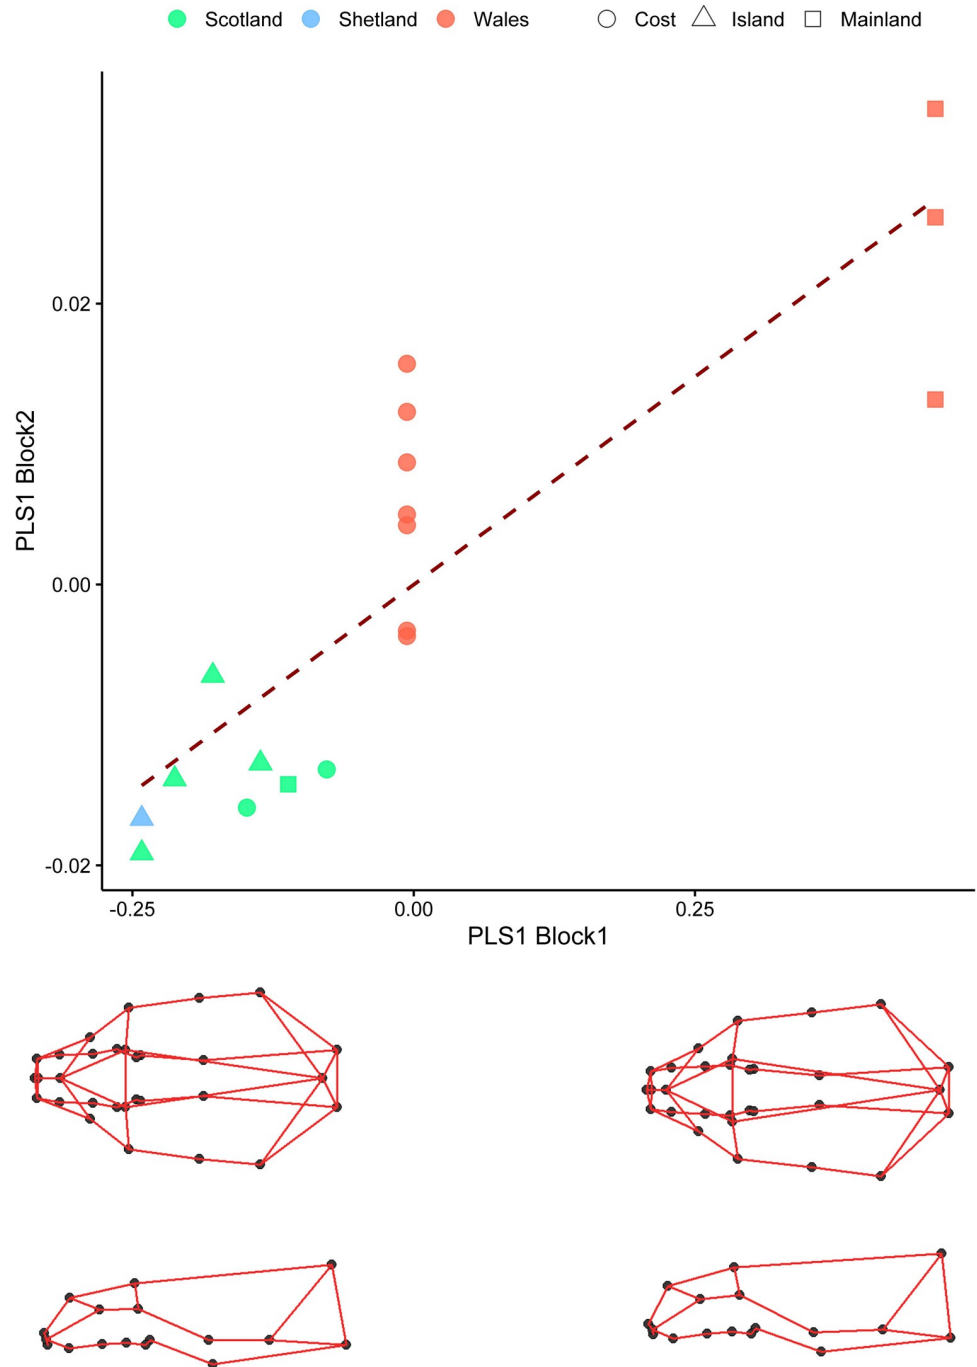 Scotland Shetland Wales Cost Island Mainland
0.02
PLS1 Block2
0.00
-0.02
-0.25 0.00 0.25
PLS1 Block1